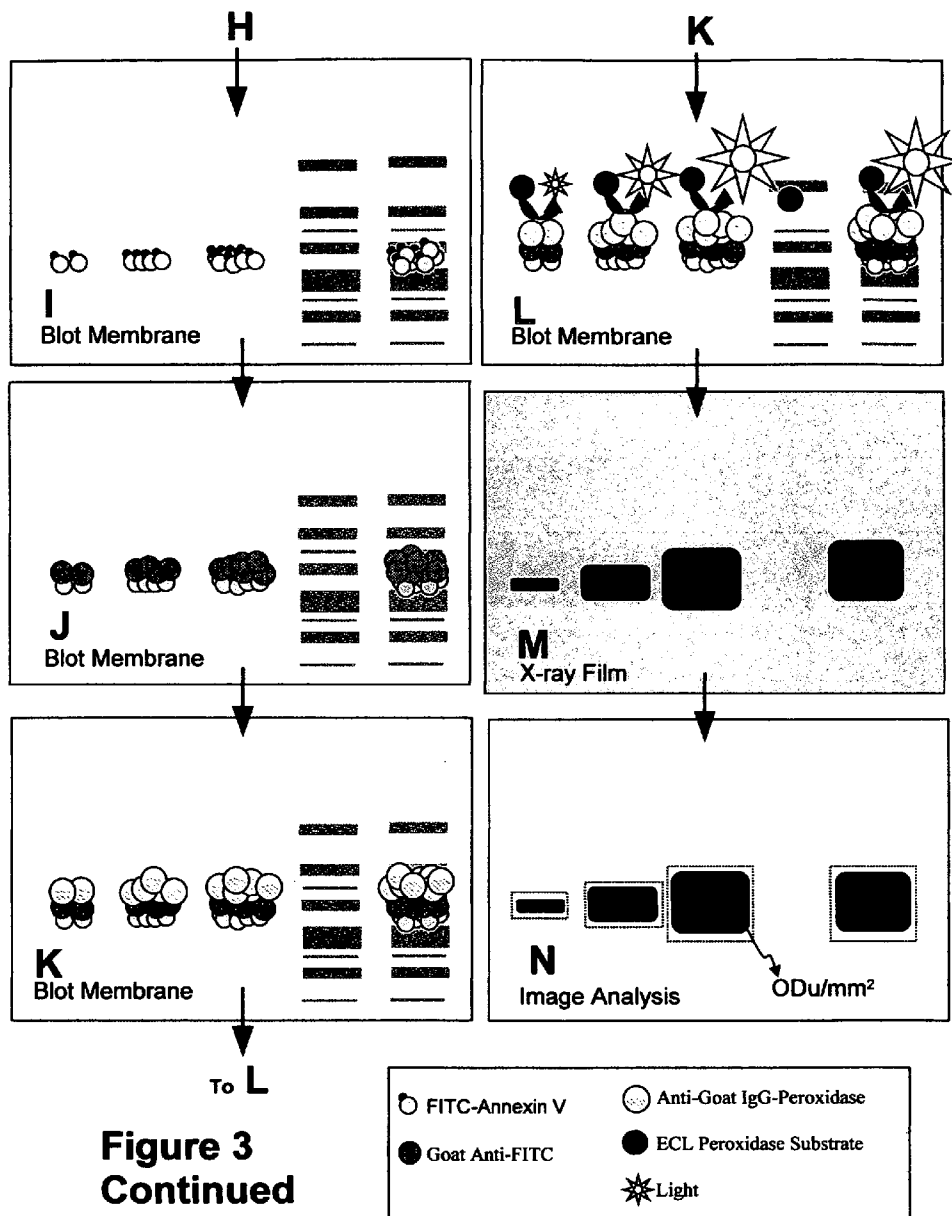 H
I
Blot Membrane
J
Blot Membrane
K
Blot Membrane
To L
K
L
Blot Membrane
M
X-ray Film
N
Image Analysis
ODu/mm²
Figure 3
Continued
FITC-Annexin V
Goat Anti-FITC
Anti-Goat IgG-Peroxidase
ECL Peroxidase Substrate
Light